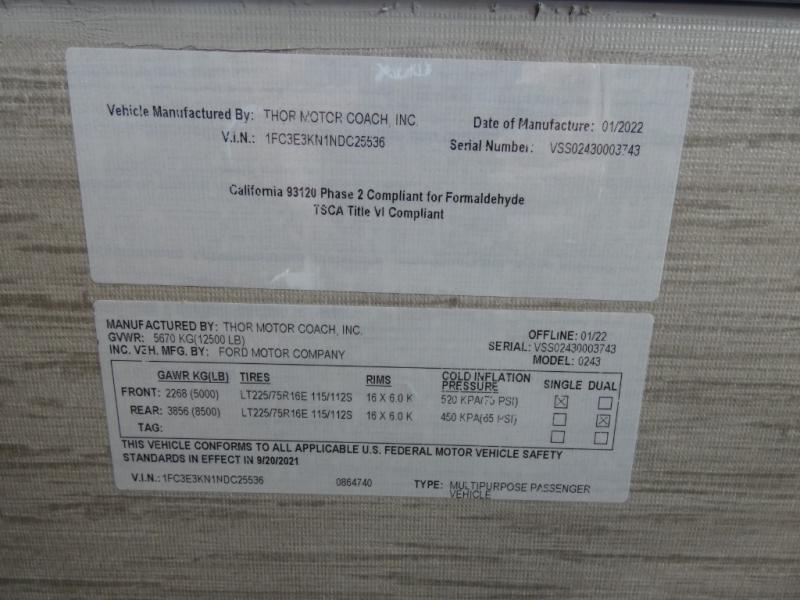 Vehicle Manufactured By: THOR MOTOR COACH, INC. Date of Manufacture: 01/2022
V.I.N.: 1FC3E3KN1NDC25536 Serial Number: VSS02430003743
California 93120 Phase 2 Compliant for Formaldehyde
TSCA Title VI Compliant
MANUFACTURED BY: THOR MOTOR COACH, INC. OFFLINE: 01/22
GVWR: 5670 KG(12500 LB) SERIAL: VSS02430003743
INC. VEH. MFG. BY: FORD MOTOR COMPANY MODEL: 0243
GAWR KG(LB) TIRES RIMS COLD INFLATION PRESSURE SINGLE DUAL
FRONT: 2268 (5000) LT225/75R16E 115/112S 16 X 6.0 K 520 KPA(75 PSI) ☒ ☐
REAR: 3856 (8500) LT225/75R16E 115/112S 16 X 6.0 K 450 KPA(65 PSI) ☐ ☒
TAG: ☐ ☐
THIS VEHICLE CONFORMS TO ALL APPLICABLE U.S. FEDERAL MOTOR VEHICLE SAFETY
STANDARDS IN EFFECT IN 9/20/2021
V.I.N.: 1FC3E3KN1NDC25536 0864740 TYPE: MULTIPURPOSE PASSENGER
VEHICLE